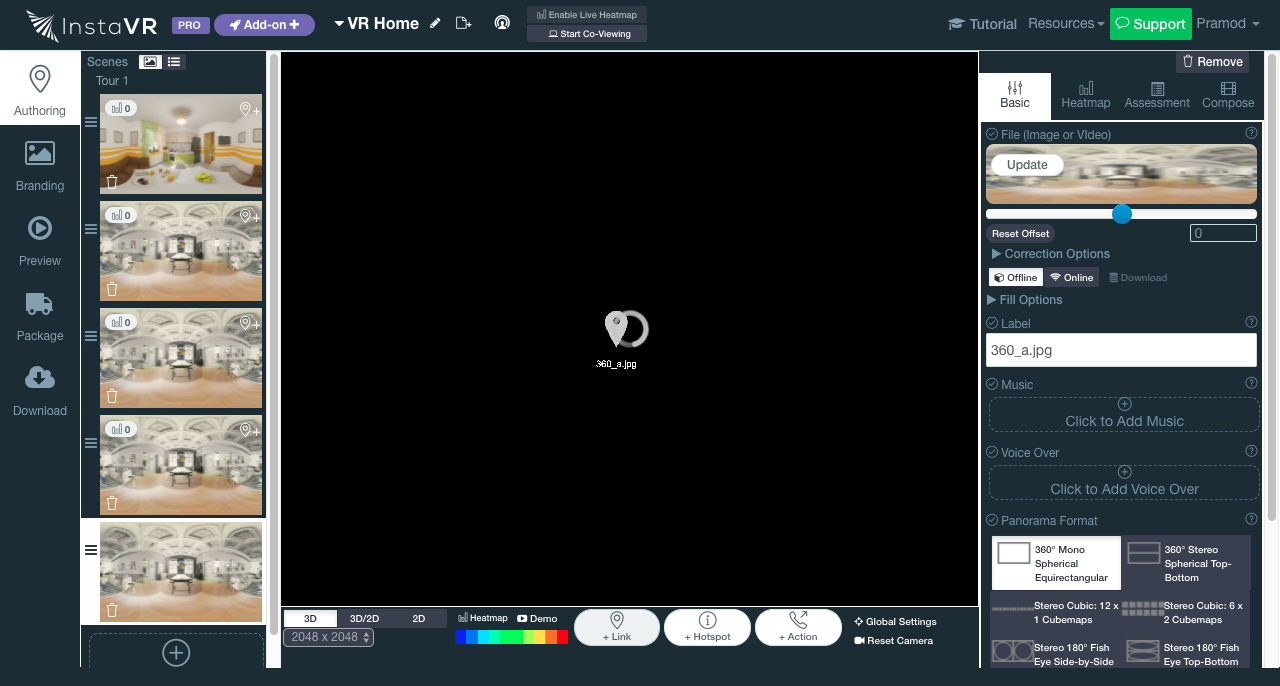 InstaVR
PRO
Add-on
VR Home
Enable Live Heatmap
Start Co-Viewing
Tutorial
Resources
Support
Pramod
Authoring
Branding
Preview
Package
Download
Scenes
Tour 1
0
0
0
0
360_a.jpg
3D
3D/2D
2D
2048 x 2048
Heatmap
Demo
+ Link
+ Hotspot
+ Action
Global Settings
Reset Camera
Remove
Basic
Heatmap
Assessment
Compose
File (Image or VIdeo)
Update
Reset Offset
0
Correction Options
Offline
Online
Download
Fill Options
Label
360_a.jpg
Music
Click to Add Music
Voice Over
Click to Add Voice Over
Panorama Format
360° Mono
Spherical
Equirectangular
360° Stereo
Spherical Top-
Bottom
Stereo Cubic: 12 x
1 Cubemaps
Stereo Cubic: 6 x
2 Cubemaps
Stereo 180° Fish
Eye Side-by-Side
Stereo 180° Fish
Eye Top-Bottom